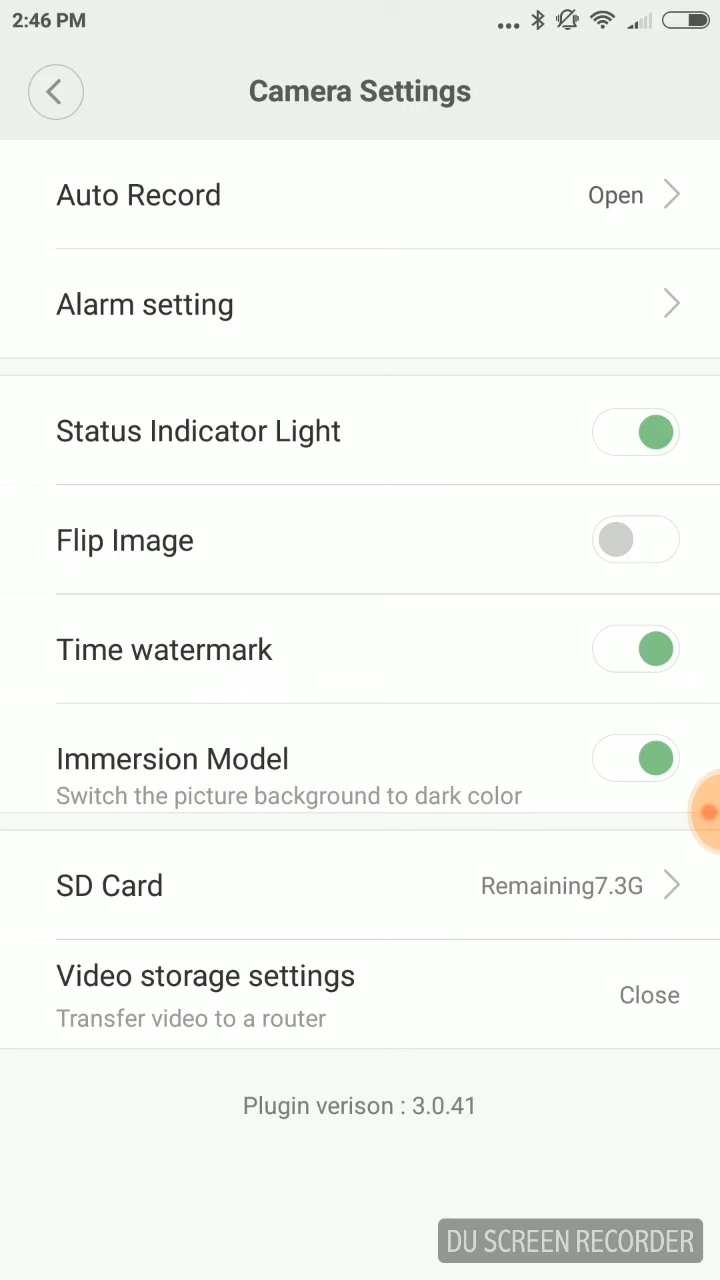 2:46 PM
Camera Settings
Auto Record Open
Alarm setting
Status Indicator Light
Flip Image
Time watermark
Immersion Model
Switch the picture background to dark color
SD Card Remaining7.3G
Video storage settings
Close
Transfer video to a router
Plugin verison : 3.0.41
DU SCREEN RECORDER